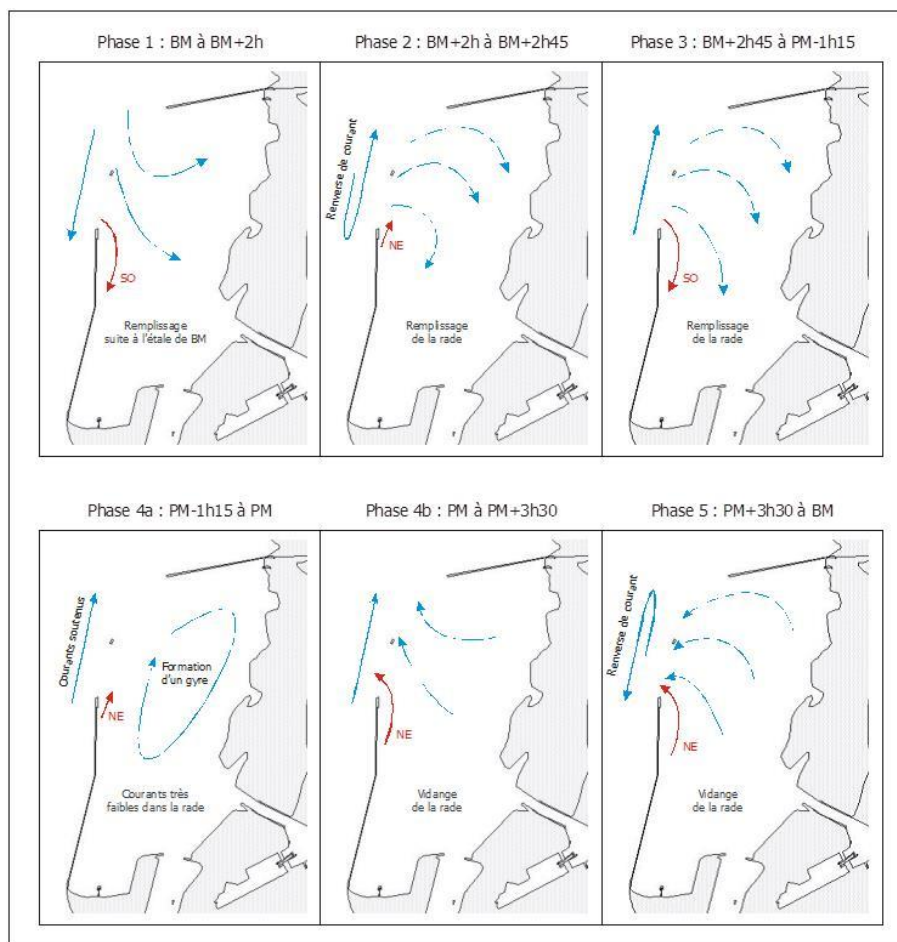 Phase 1 : BM à BM+2h
Phase 2 : BM+2h à BM+2h45
Phase 3 : BM+2h45 à PM-1h15
SO
Remplissage
suite à l'étale de BM
Renverse de courant
NE
Remplissage
de la rade
SO
Remplissage
de la rade
Phase 4a : PM-1h15 à PM
Phase 4b : PM à PM+3h30
Phase 5 : PM+3h30 à BM
Courants soutenus
Formation
d'un gyre
NE
Courants très
faibles dans la rade
NE
Vidange
de la rade
Renverse de courant
NE
Vidange
de la rade